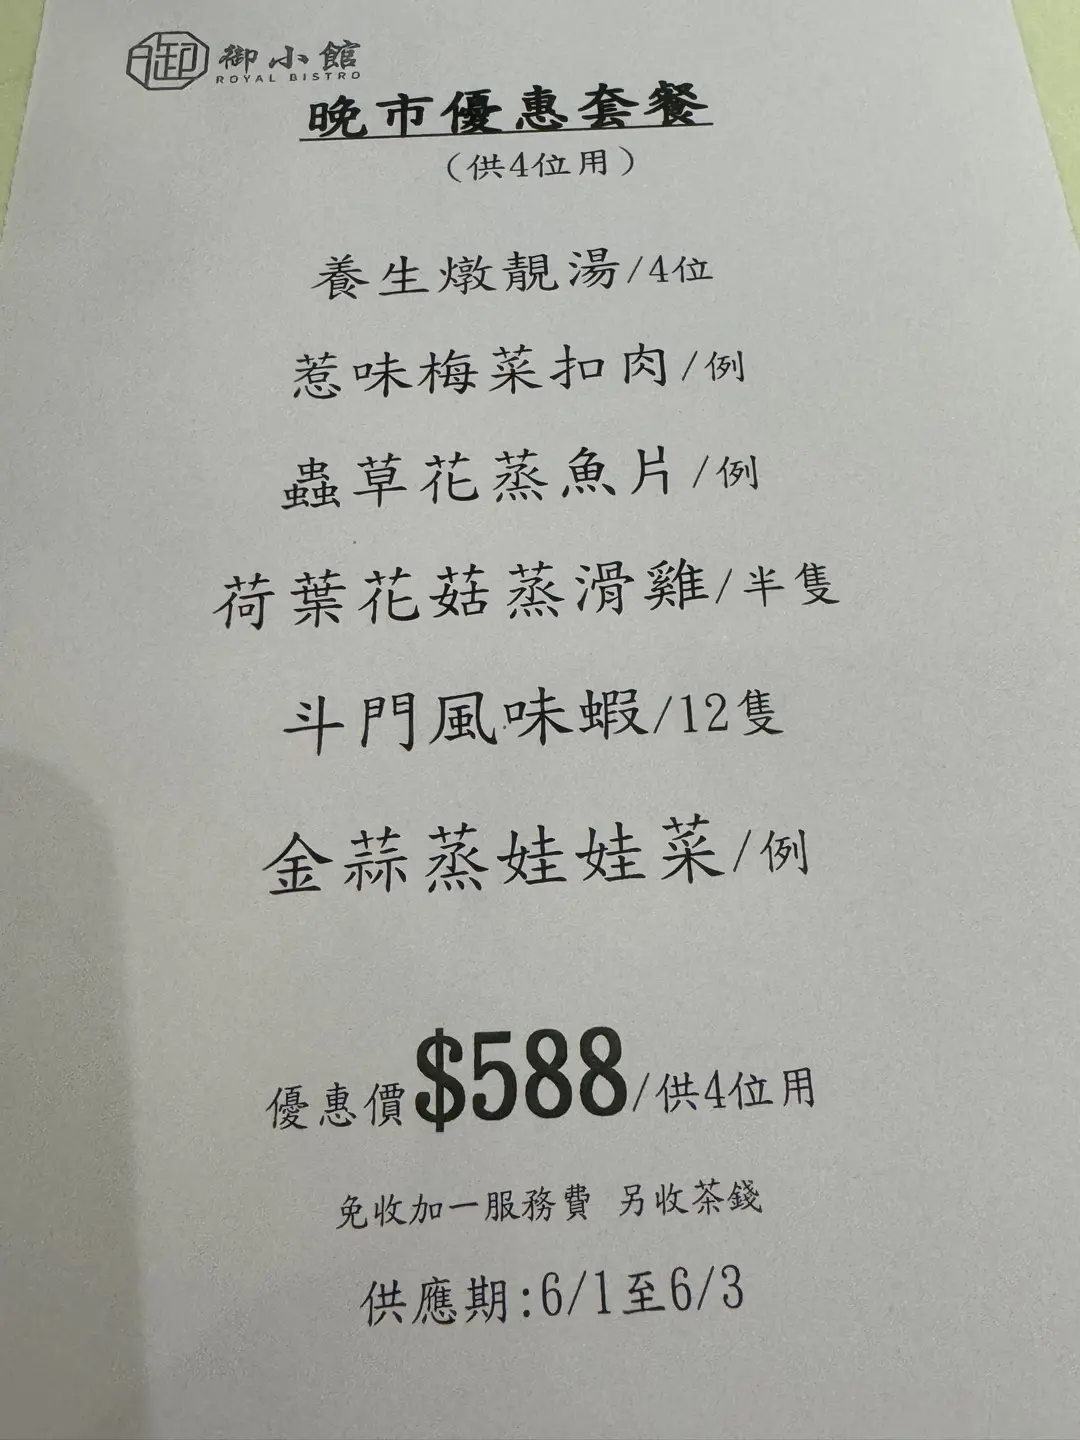 御 御小館
ROYAL BISTRO
晚市優惠套餐
（供4位用）
養生燉靚湯/4位
惹味梅菜扣肉/例
蟲草花蒸魚片/例
荷葉花菇蒸滑雞/半隻
斗門風味蝦/12隻
金蒜蒸娃娃菜/例
優惠價$588/供4位用
免收加一服務費 另收茶錢
供應期:6/1至6/3